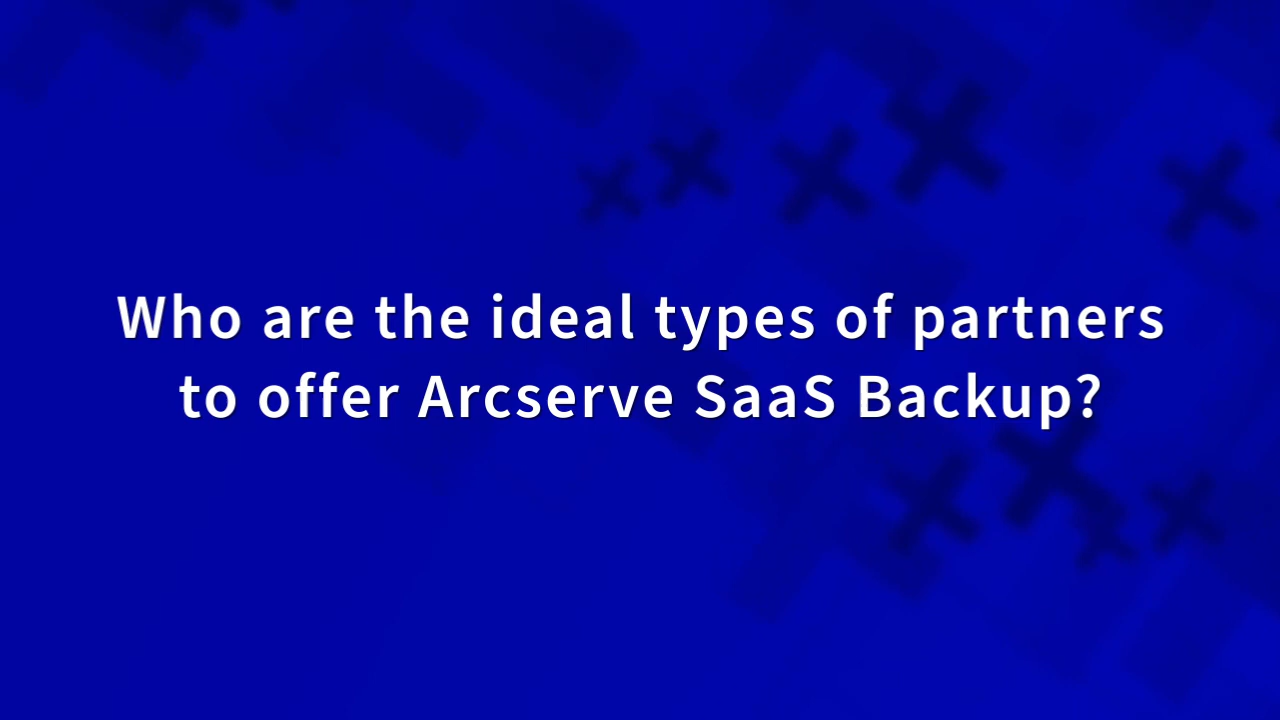 Who are the ideal types of partners
to offer Arcserve SaaS Backup?